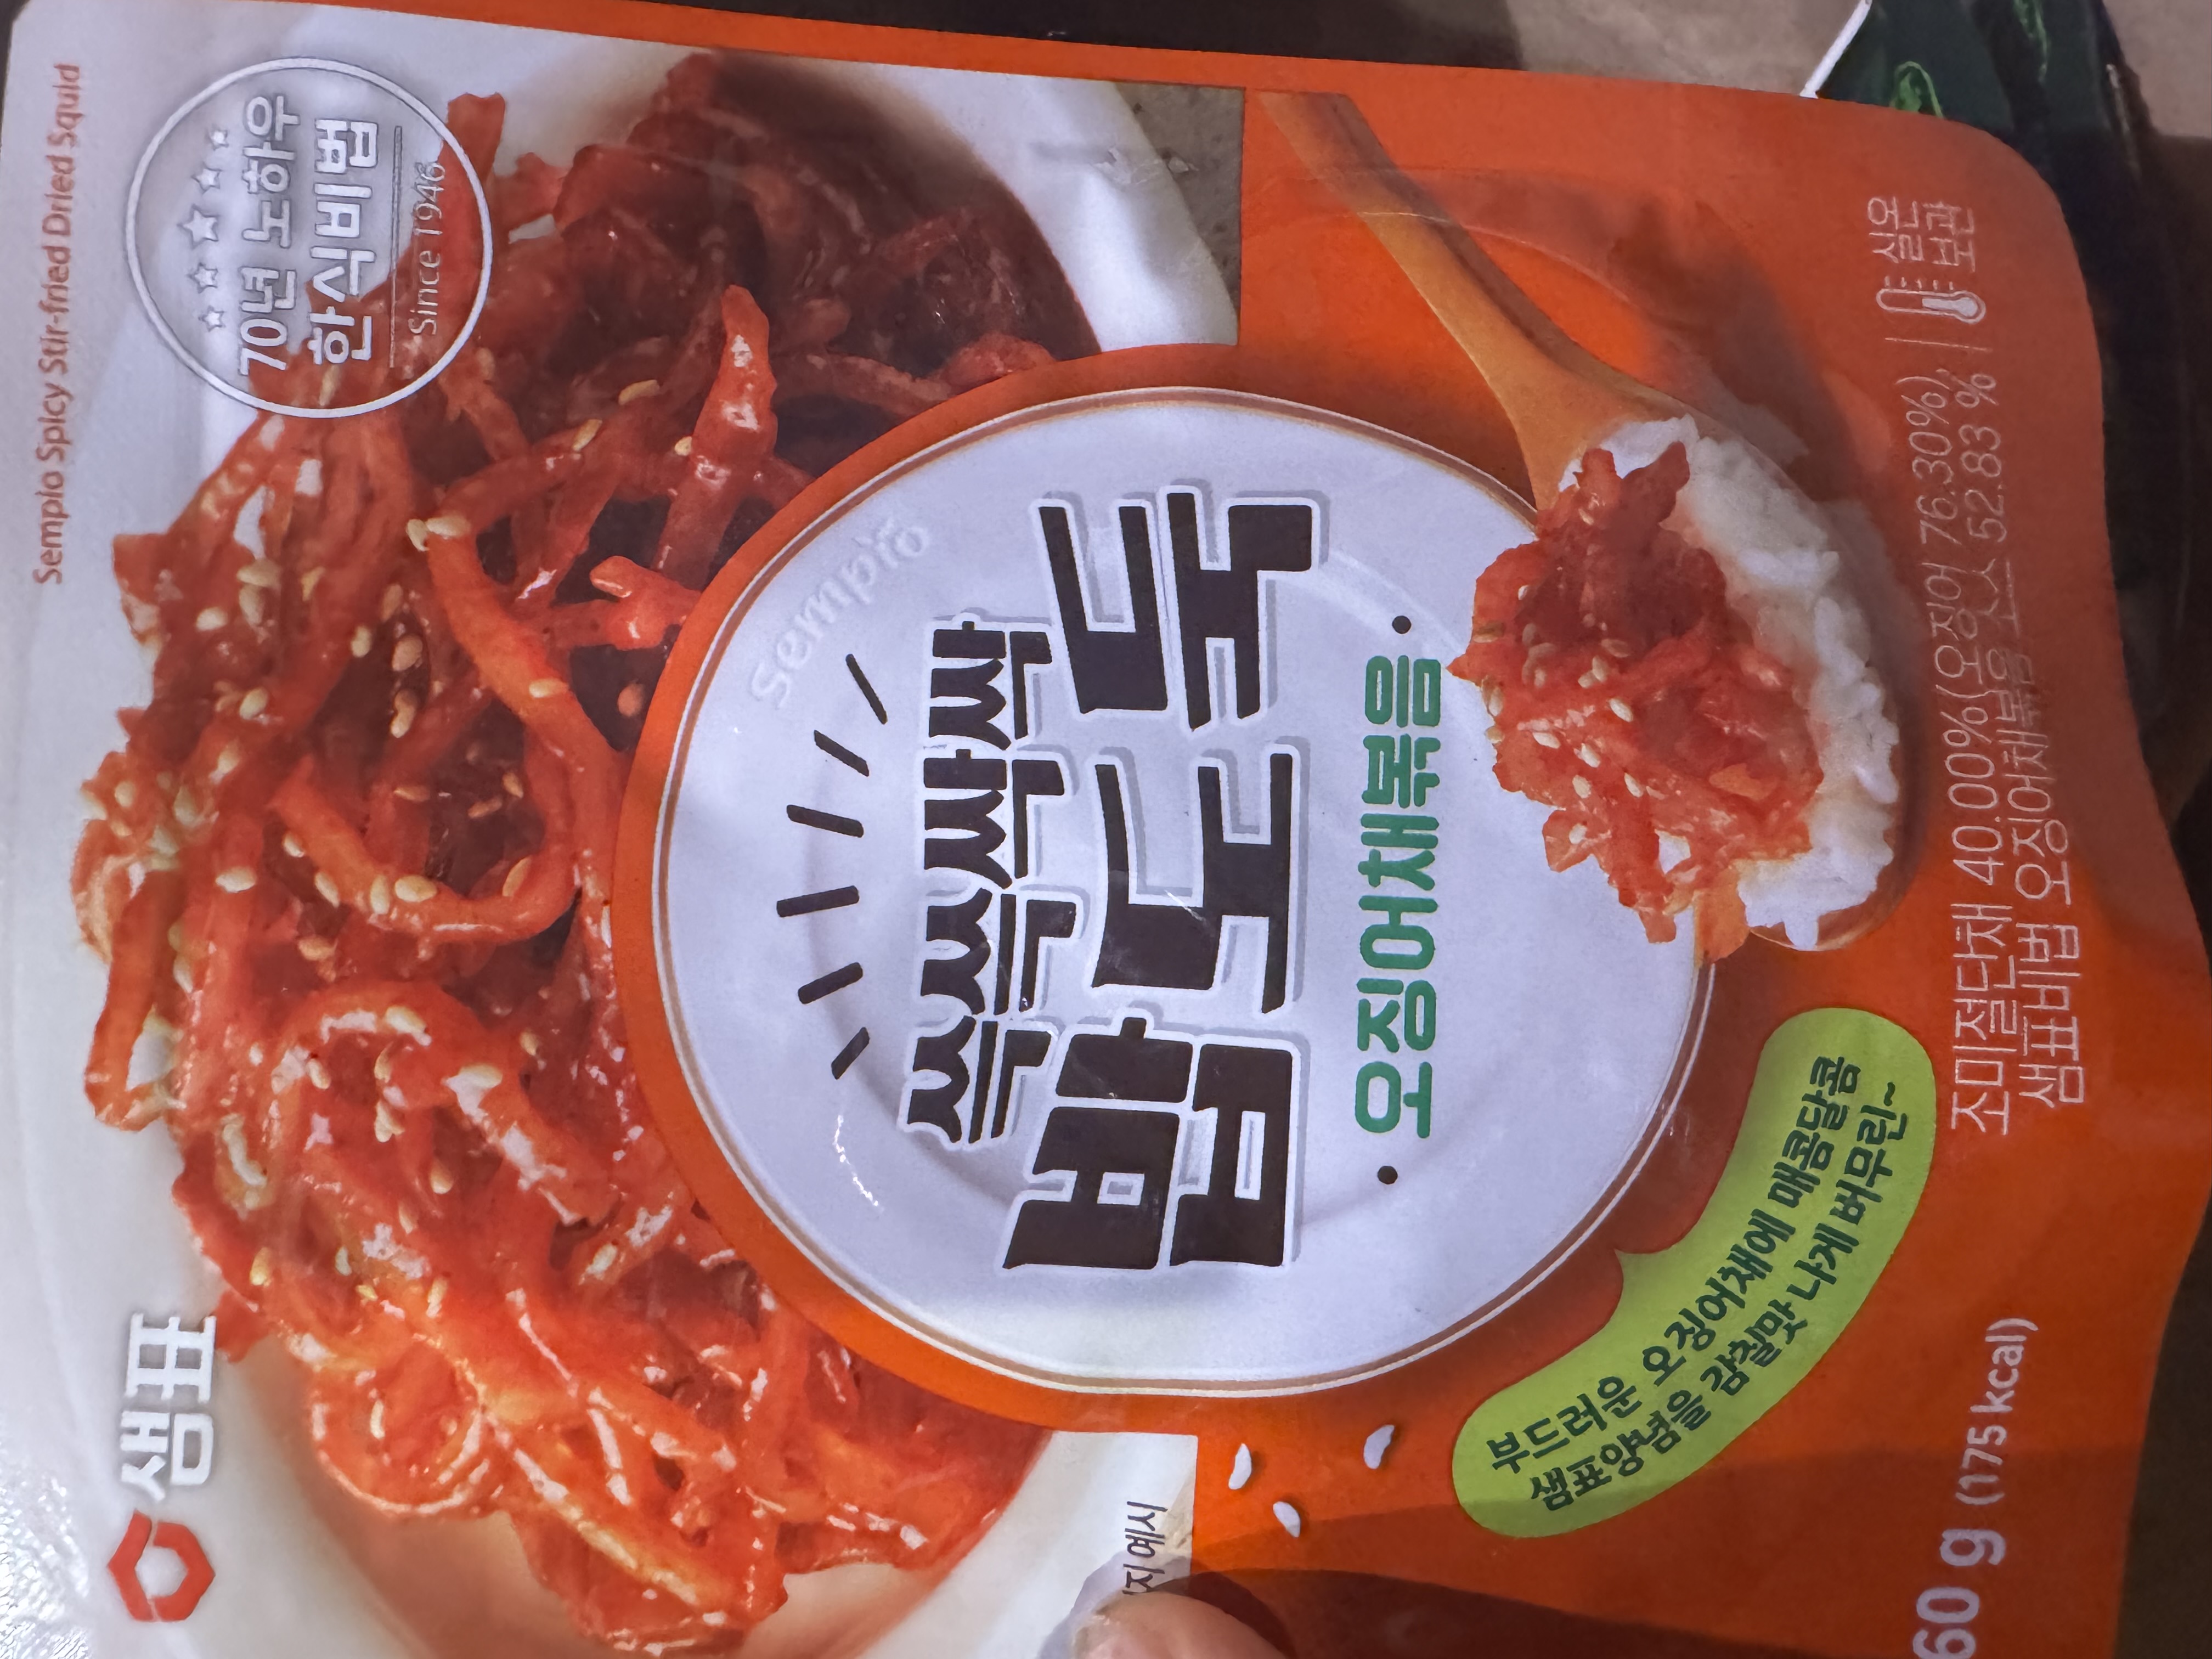 Sempio Spicy Stir-fried Dried Squid
샘표
70년 노하우
한식비법
Since 1946
sempio
쓱쓱싹싹
밥도둑
오징어채볶음
부드러운 오징어채에 매콤달콤
샘표양념을 감칠맛 나게 버무린~
조미절단채 40.00%(오징어 76.30%),
샘표비법 오징어채볶음 소스 52.83 %
실온
보관
예시
60 g (175 kcal)